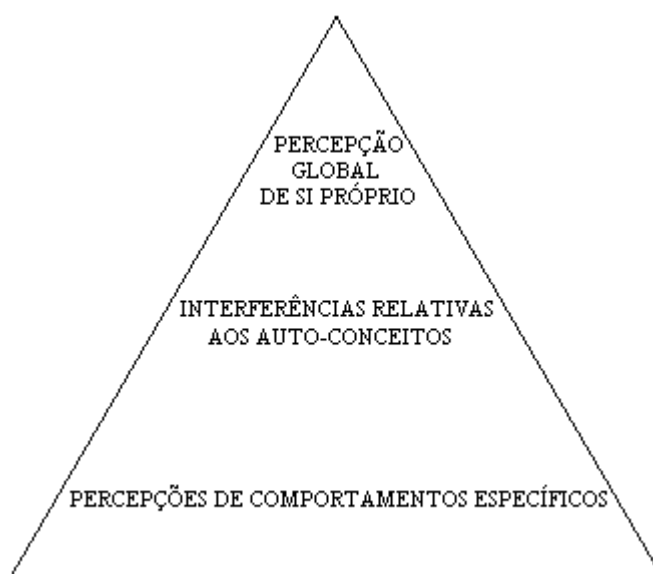 PERCEPÇÃO
GLOBAL
DE SI PRÓPRIO
INTERFERÊNCIAS RELATIVAS
AOS AUTO-CONCEITOS
PERCEPÇÕES DE COMPORTAMENTOS ESPECÍFICOS